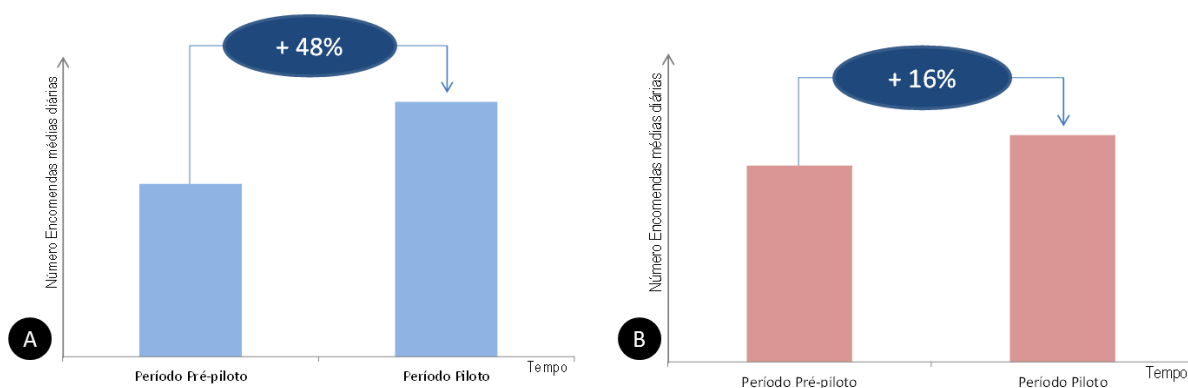 + 48%
Número Encomendas médias diárias
A
Período Pré-piloto
Período Piloto
Tempo
+ 16%
Número Encomendas médias diárias
B
Período Pré-piloto
Período Piloto
Tempo